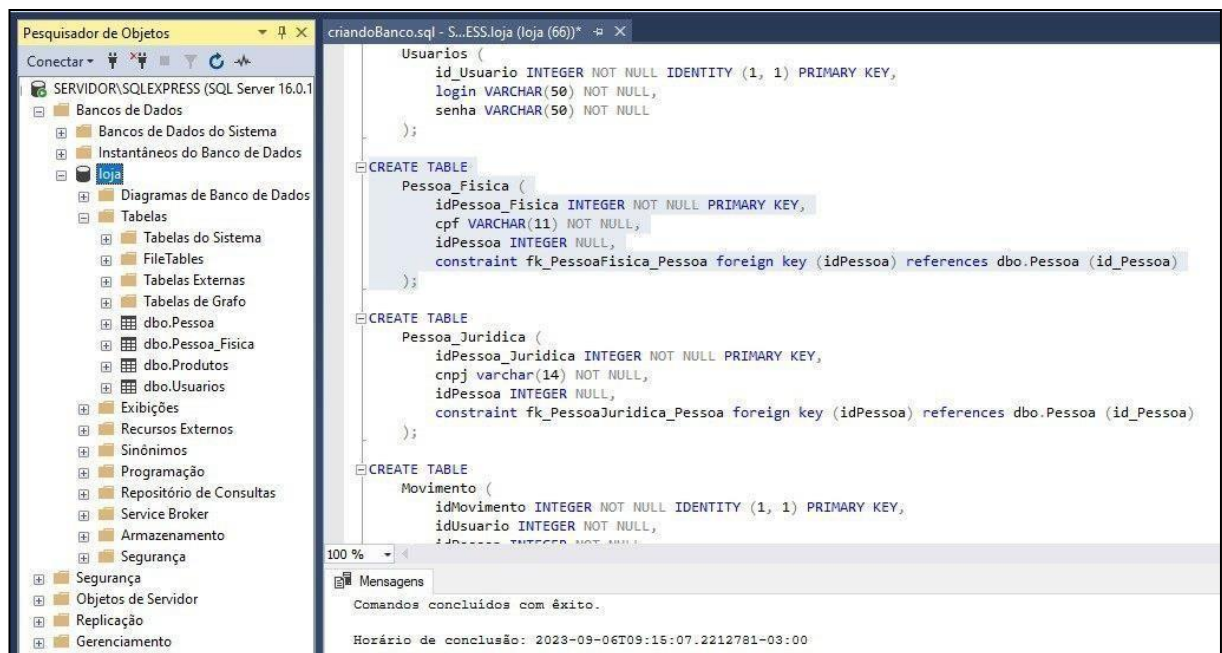 Pesquisador de Objetos
Conectar
SERVIDOR\SQLEXPRESS (SQL Server 16.0.1
Bancos de Dados
Bancos de Dados do Sistema
Instantâneos do Banco de Dados
loja
Diagramas de Banco de Dados
Tabelas
Tabelas do Sistema
FileTables
Tabelas Externas
Tabelas de Grafo
dbo.Pessoa
dbo.Pessoa_Fisica
dbo.Produtos
dbo.Usuarios
Exibições
Recursos Externos
Sinônimos
Programação
Repositório de Consultas
Service Broker
Armazenamento
Segurança
Segurança
Objetos de Servidor
Replicação
Gerenciamento
criandoBanco.sql - S...ESS.loja (loja (66))*
Usuarios (
id_Usuario INTEGER NOT NULL IDENTITY (1, 1) PRIMARY KEY,
login VARCHAR(50) NOT NULL,
senha VARCHAR(50) NOT NULL
);
CREATE TABLE
Pessoa_Fisica (
idPessoa_Fisica INTEGER NOT NULL PRIMARY KEY,
cpf VARCHAR(11) NOT NULL,
idPessoa INTEGER NULL,
constraint fk_PessoaFisica_Pessoa foreign key (idPessoa) references dbo.Pessoa (id_Pessoa)
);
CREATE TABLE
Pessoa_Juridica (
idPessoa_Juridica INTEGER NOT NULL PRIMARY KEY,
cnpj varchar(14) NOT NULL,
idPessoa INTEGER NULL,
constraint fk_PessoaJuridica_Pessoa foreign key (idPessoa) references dbo.Pessoa (id_Pessoa)
);
CREATE TABLE
Movimento (
idMovimento INTEGER NOT NULL IDENTITY (1, 1) PRIMARY KEY,
idUsuario INTEGER NOT NULL,
idPessoa INTEGER NOT NULL,
100 %
Mensagens
Comandos concluídos com êxito.
Horário de conclusão: 2023-09-06T09:15:07.2212781-03:00